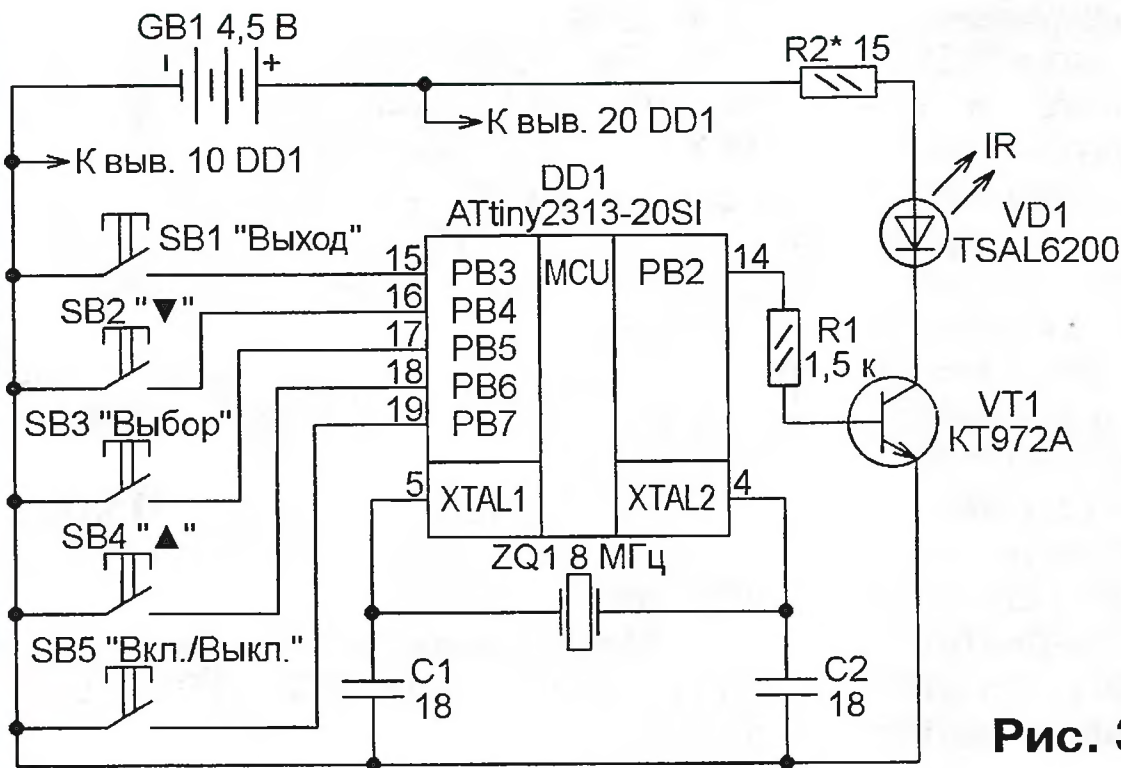 GB1 4,5 В
- +
R2* 15
К выв. 20 DD1
К выв. 10 DD1
IR
DD1
ATtiny2313-20SI
VD1
TSAL6200
SB1 "Выход"
15
PB3
MCU
PB2
14
SB2 "▼"
16
PB4
17
PB5
R1
1,5 к
18
PB6
SB3 "Выбор"
19
PB7
VT1
КТ972А
5
XTAL1
XTAL2
4
SB4 "▲"
ZQ1 8 МГц
SB5 "Вкл./Выкл."
C1
18
C2
18
Рис. 3